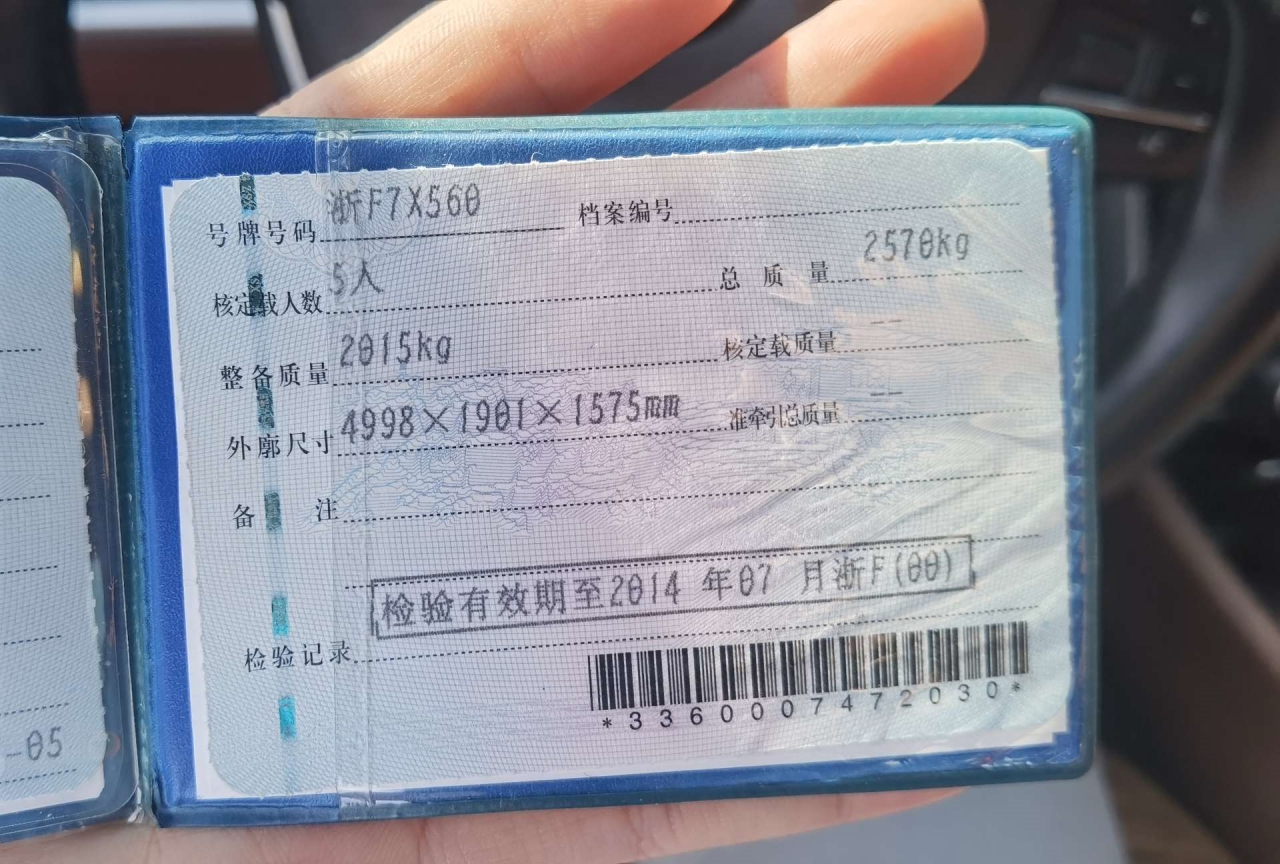 号牌号码 浙F7X560 档案编号
核定载人数 5人 总质量 2570kg
整备质量 2015kg 核定载质量 --
外廓尺寸 4998×1901×1575mm 准牵引总质量 --
备注
检验有效期至2014年07月浙F(00)
检验记录
*3360007472030*
-05